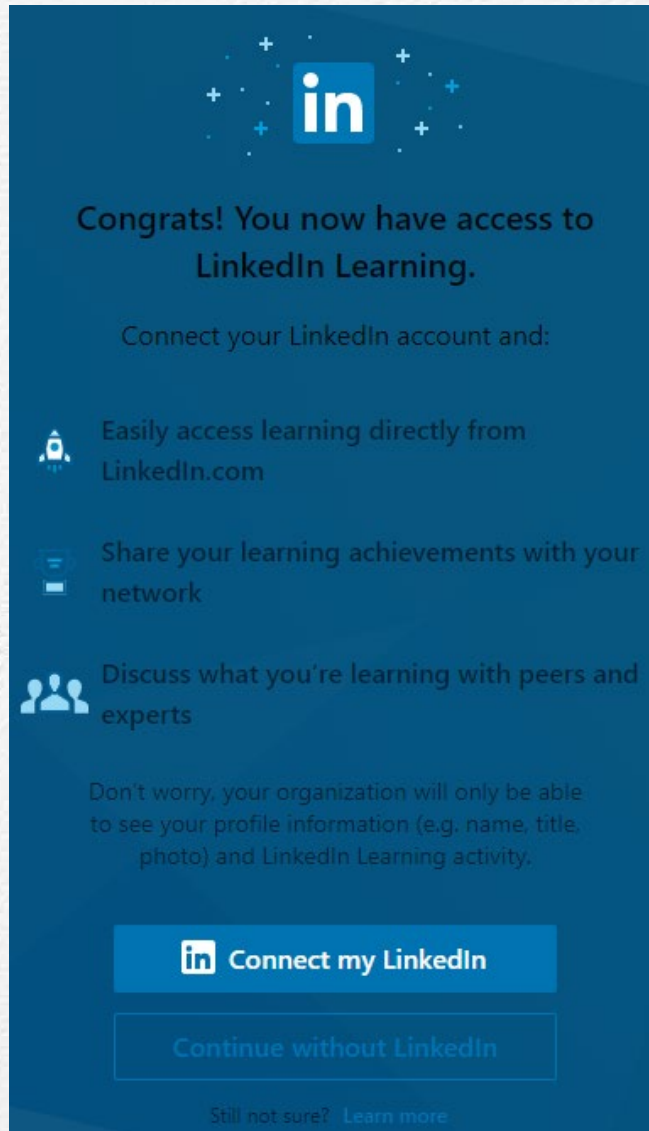 in
Congrats! You now have access to
LinkedIn Learning.
Connect your LinkedIn account and:
Easily access learning directly from
LinkedIn.com
Share your learning achievements with your
network
Discuss what you're learning with peers and
experts
Don't worry, your organization will only be able
to see your profile information (e.g. name, title,
photo) and LinkedIn Learning activity.
in Connect my LinkedIn
Continue without LinkedIn
Still not sure? Learn more